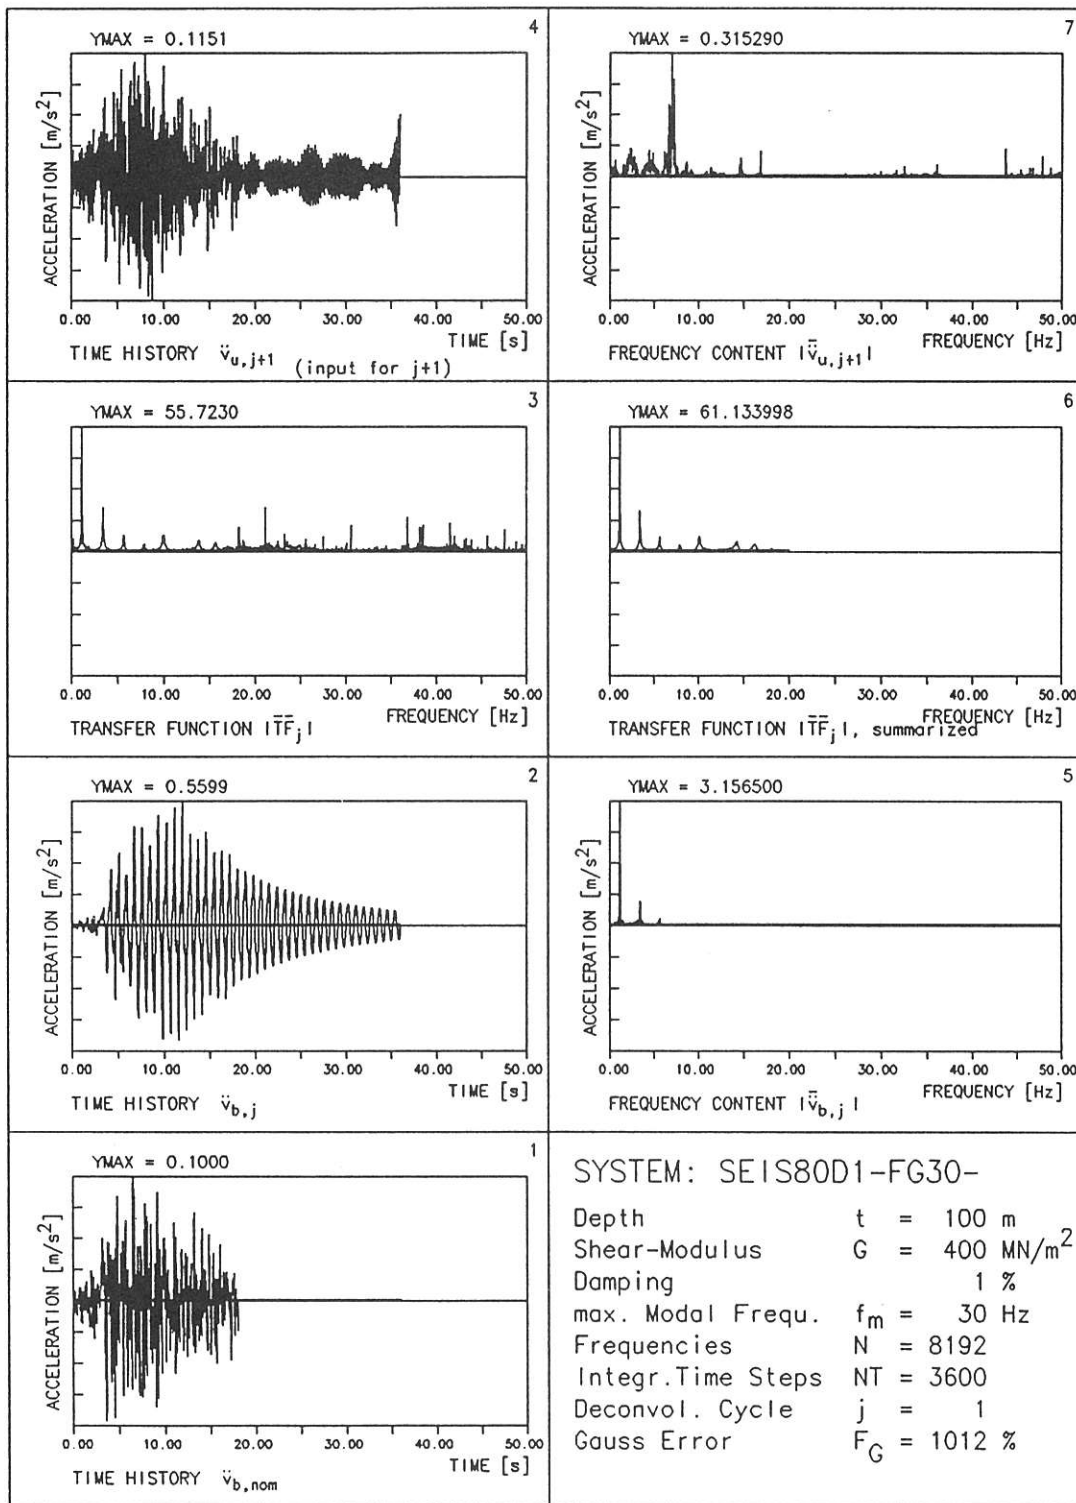 4
YMAX = 0.1151
ACCELERATION [m/s²]
0.00 10.00 20.00 30.00 40.00 50.00
TIME [s]
TIME HISTORY v̈u,j+1 (input for j+1)
7
YMAX = 0.315290
ACCELERATION [m/s²]
0.00 10.00 20.00 30.00 40.00 50.00
FREQUENCY [Hz]
FREQUENCY CONTENT |v̄̈u,j+1|
3
YMAX = 55.7230
0.00 10.00 20.00 30.00 40.00 50.00
FREQUENCY [Hz]
TRANSFER FUNCTION |T̄F̄j|
6
YMAX = 61.133998
0.00 10.00 20.00 30.00 40.00 50.00
FREQUENCY [Hz]
TRANSFER FUNCTION |T̄F̄j|, summarized
2
YMAX = 0.5599
ACCELERATION [m/s²]
0.00 10.00 20.00 30.00 40.00 50.00
TIME [s]
TIME HISTORY v̈b,j
5
YMAX = 3.156500
ACCELERATION [m/s²]
0.00 10.00 20.00 30.00 40.00 50.00
FREQUENCY [Hz]
FREQUENCY CONTENT |v̄̈b,j|
1
YMAX = 0.1000
ACCELERATION [m/s²]
0.00 10.00 20.00 30.00 40.00 50.00
TIME [s]
TIME HISTORY v̈b,nom
SYSTEM: SEIS80D1-FG30-
Depth t = 100 m
Shear-Modulus G = 400 MN/m²
Damping 1 %
max. Modal Frequ. fm = 30 Hz
Frequencies N = 8192
Integr.Time Steps NT = 3600
Deconvol. Cycle j = 1
Gauss Error FG = 1012 %